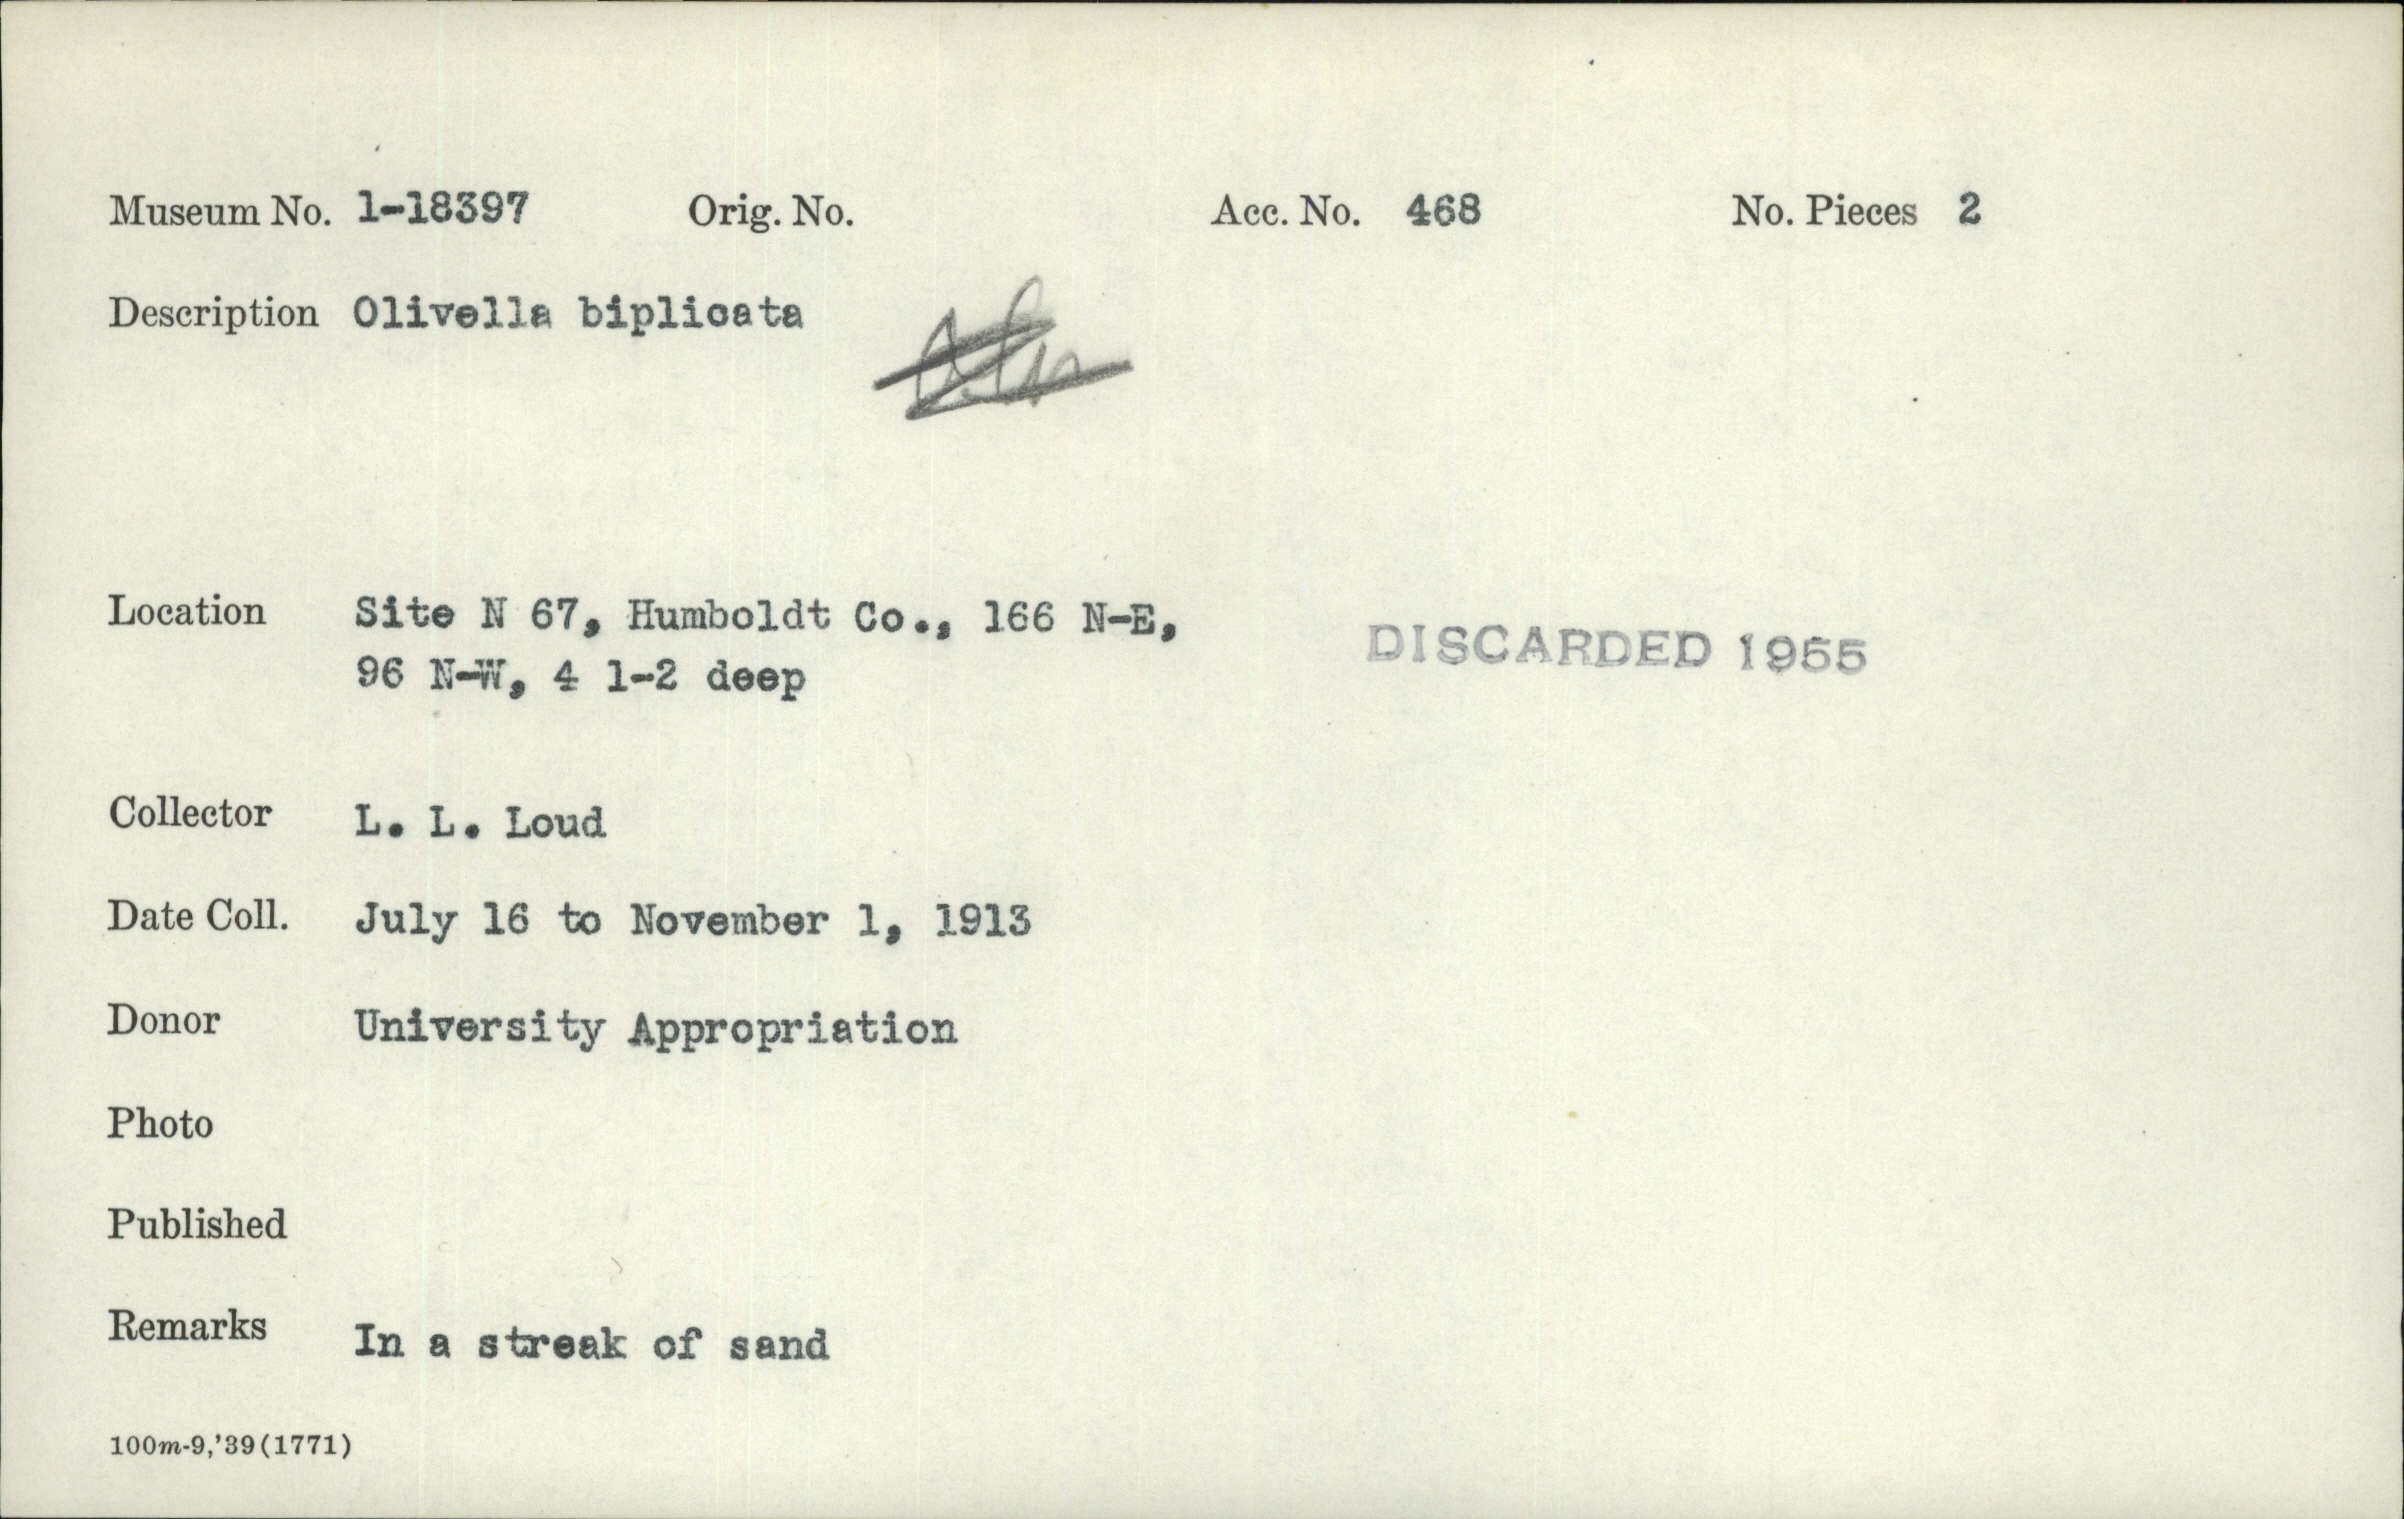 Museum No. 1-18397 Orig. No. Acc. No. 468 No. Pieces 2
Description Olivella biplicata
Location Site N 67, Humboldt Co., 166 N-E,
96 N-W, 4 1-2 deep
DISCARDED 1955
Collector L. L. Loud
Date Coll. July 16 to November 1, 1913
Donor University Appropriation
Photo
Published
Remarks In a streak of sand
100m-9,'39(1771)